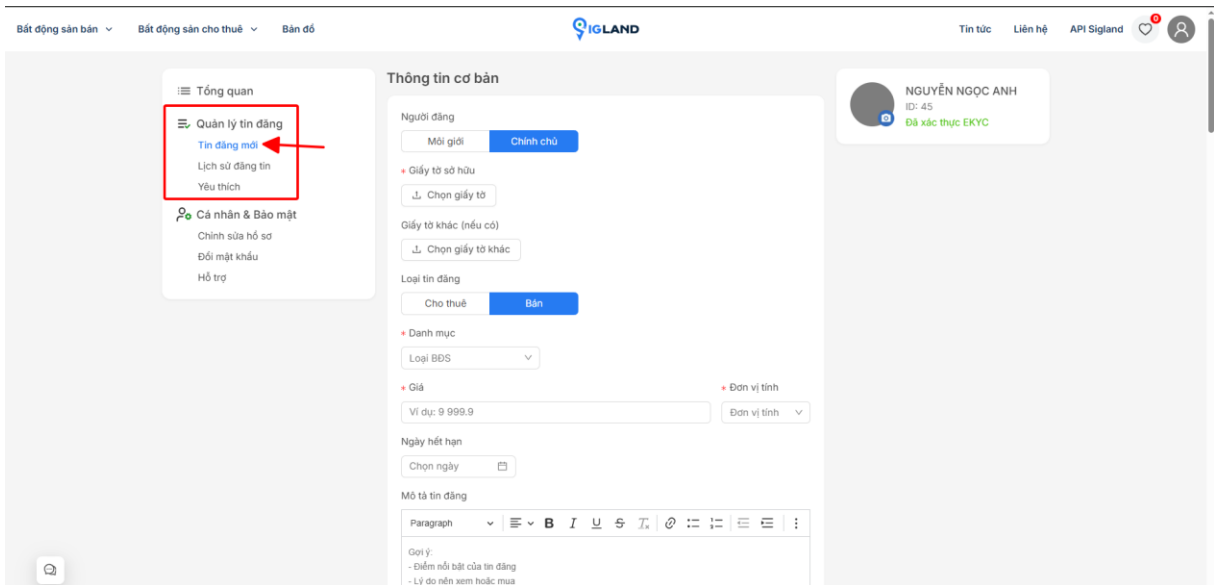 Bất động sản bán
Bất động sản cho thuê
Bản đồ
SIGLAND
Tin tức
Liên hệ
API Sigland
0
Tổng quan
Quản lý tin đăng
Tin đăng mới
Lịch sử đăng tin
Yêu thích
Cá nhân & Bảo mật
Chỉnh sửa hồ sơ
Đổi mật khẩu
Hỗ trợ
Thông tin cơ bản
Người đăng
Môi giới
Chính chủ
* Giấy tờ sở hữu
Chọn giấy tờ
Giấy tờ khác (nếu có)
Chọn giấy tờ khác
Loại tin đăng
Cho thuê
Bán
* Danh mục
Loại BĐS
* Giá
* Đơn vị tính
Ví dụ: 9 999.9
Đơn vị tính
Ngày hết hạn
Chọn ngày
Mô tả tin đăng
Paragraph
B I U S Tx
Gợi ý:
- Điểm nổi bật của tin đăng
- Lý do nên xem hoặc mua
NGUYỄN NGỌC ANH
ID: 45
Đã xác thực EKYC